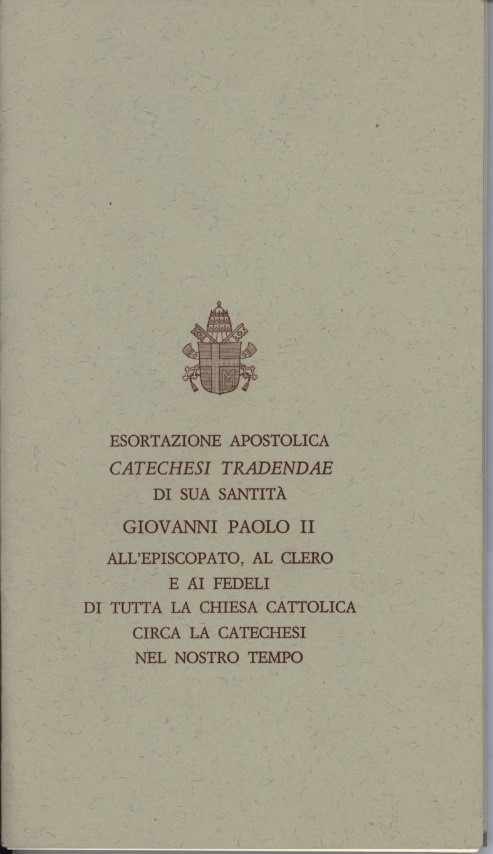 ESORTAZIONE APOSTOLICA
CATECHESI TRADENDAE
DI SUA SANTITÀ
GIOVANNI PAOLO II
ALL'EPISCOPATO, AL CLERO
E AI FEDELI
DI TUTTA LA CHIESA CATTOLICA
CIRCA LA CATECHESI
NEL NOSTRO TEMPO